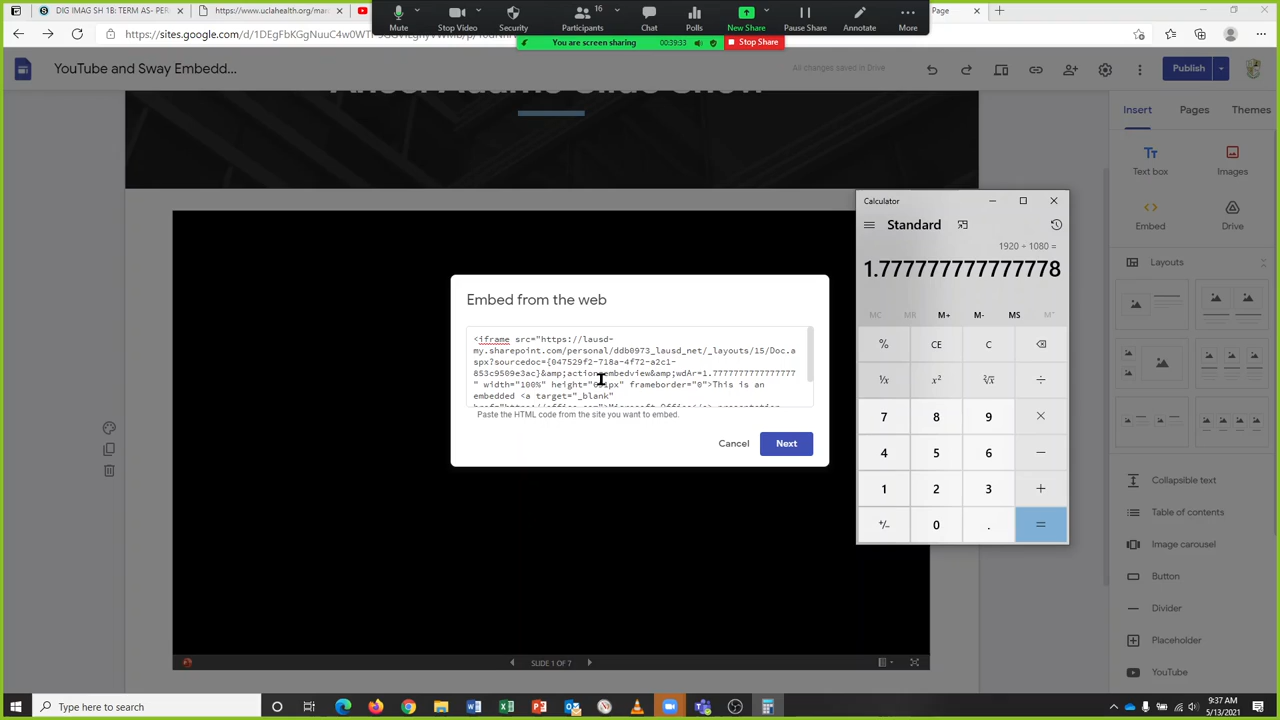 DIG IMAG SH 1B: TERM AS- PER
https://www.uclahealth.org/mar
Page
Mute
Stop Video
Security
16
Participants
Chat
Polls
New Share
Pause Share
Annotate
More
You are screen sharing
00:39:33
Stop Share
YouTube and Sway Embedd...
All changes saved in Drive
Publish
Insert
Pages
Themes
Text box
Images
Embed
Drive
Layouts
Collapsible text
Table of contents
Image carousel
Button
Divider
Placeholder
YouTube
Calculator
Standard
1920 ÷ 1080 =
1.777777777777778
MC MR M+ M- MS M˅
% CE C
¹/x x² ²√x ÷
7 8 9 ×
4 5 6 −
1 2 3 +
+/− 0 . =
Embed from the web
<iframe src="https://lausd-
my.sharepoint.com/personal/ddb0973_lausd_net/_layouts/15/Doc.a
spx?sourcedoc={047529f2-718a-4f72-a2c1-
853c9509e3ac}&amp;action=embedview&amp;wdAr=1.7777777777777777
" width="100%" height= frameborder="0">This is an
embedded <a target="_blank"
Paste the HTML code from the site you want to embed.
Cancel
Next
SLIDE 1 OF 7
Type here to search
9:37 AM
5/13/2021